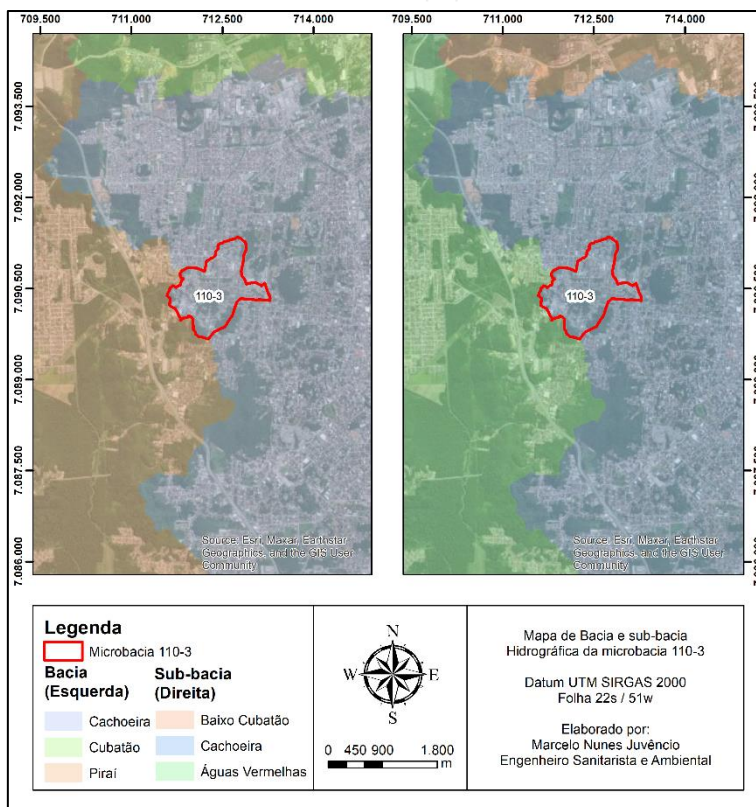 709.500 711.000 712.500 714.000
709.500 711.000 712.500 714.000
7.093.500
7.092.000
7.090.500
7.089.000
7.087.500
7.086.000
110-3
Source: Esri, Maxar, Earthstar
Geographics, and the GIS User
Community
110-3
Source: Esri, Maxar, Earthstar
Geographics, and the GIS User
Community
Legenda
Microbacia 110-3
Bacia
(Esquerda)
Cachoeira
Cubatão
Piraí
Sub-bacia
(Direita)
Baixo Cubatão
Cachoeira
Águas Vermelhas
N
W E
S
0 450 900 1.800
m
Mapa de Bacia e sub-bacia
Hidrográfica da microbacia 110-3
Datum UTM SIRGAS 2000
Folha 22s / 51w
Elaborado por:
Marcelo Nunes Juvêncio
Engenheiro Sanitarista e Ambiental